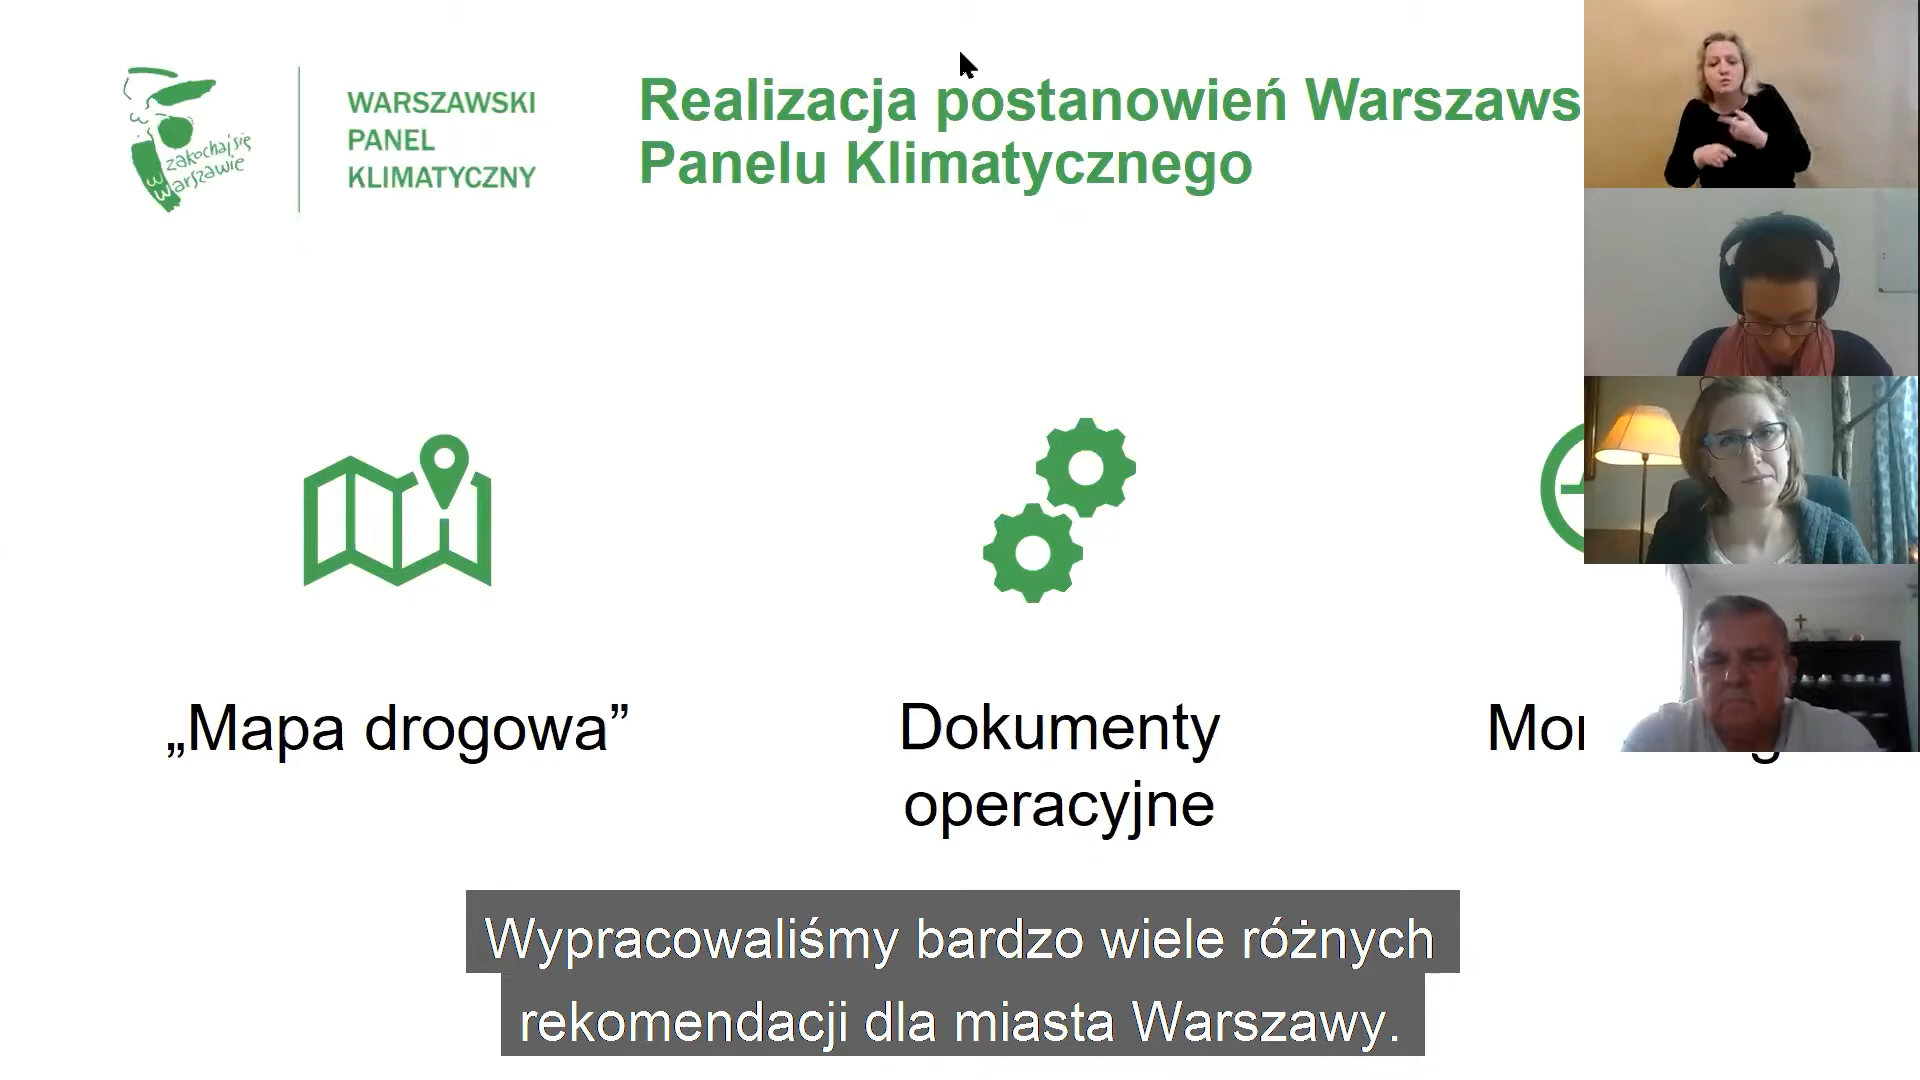 zakochaj się
w Warszawie
WARSZAWSKI
PANEL
KLIMATYCZNY
Realizacja postanowień Warszaws
Panelu Klimatycznego
„Mapa drogowa”
Dokumenty
operacyjne
Wypracowaliśmy bardzo wiele różnych
rekomendacji dla miasta Warszawy.